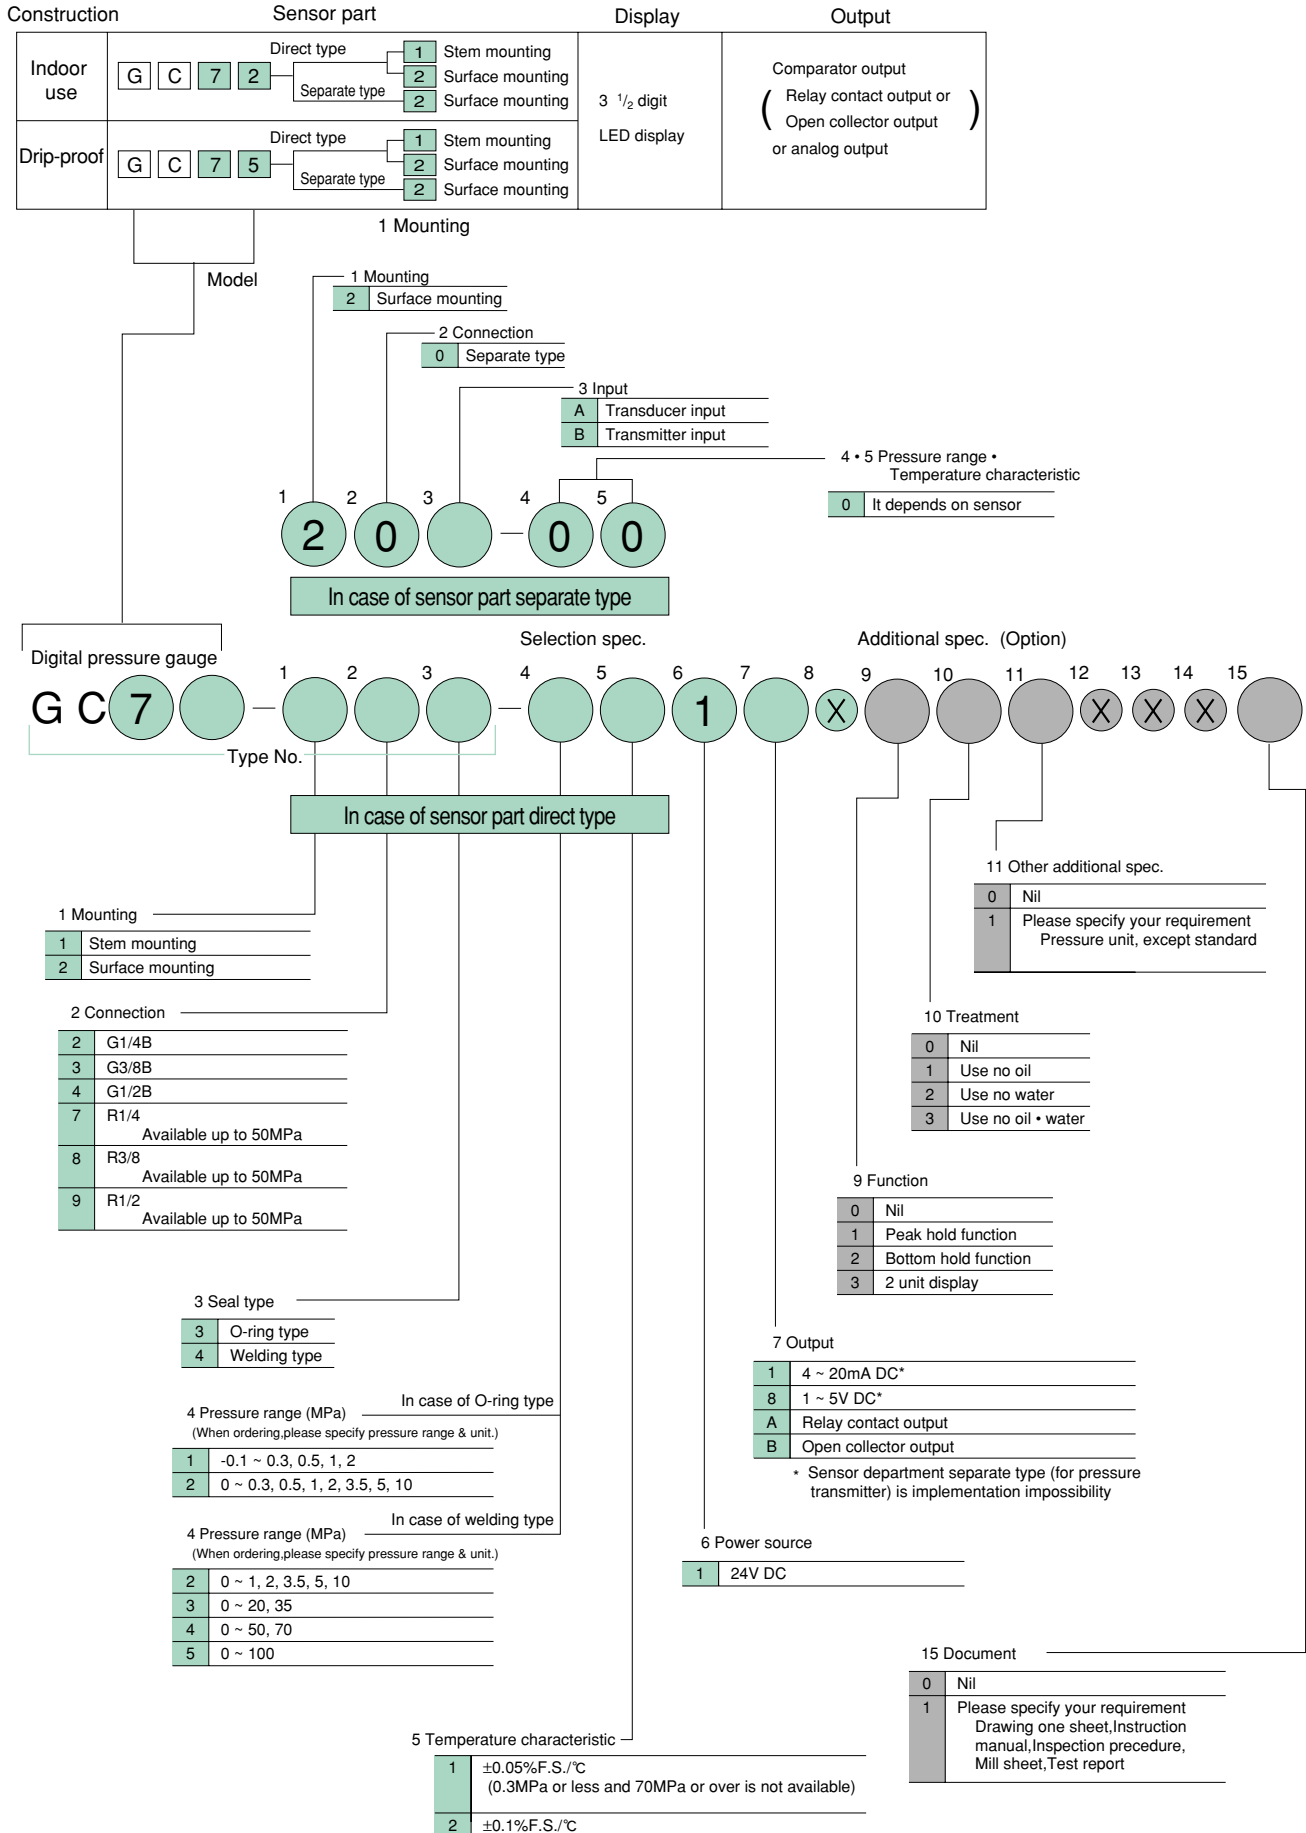 Construction Sensor part Display Output
Indoor use
G C 7 2
Direct type
Separate type
1 Stem mounting
2 Surface mounting
2 Surface mounting
Drip-proof
G C 7 5
Direct type
Separate type
1 Stem mounting
2 Surface mounting
2 Surface mounting
3 1/2 digit
LED display
Comparator output
( Relay contact output or
Open collector output )
or analog output
1 Mounting
Model
1 Mounting
2 Surface mounting
2 Connection
0 Separate type
3 Input
A Transducer input
B Transmitter input
4 • 5 Pressure range •
Temperature characteristic
0 It depends on sensor
1 2 3 4 5
2 0 — 0 0
In case of sensor part separate type
Selection spec. Additional spec. (Option)
Digital pressure gauge
1 2 3 4 5 6 7 8 9 10 11 12 13 14 15
G C 7 — — 1 X X X X
Type No.
In case of sensor part direct type
1 Mounting
1 Stem mounting
2 Surface mounting
2 Connection
2 G1/4B
3 G3/8B
4 G1/2B
7 R1/4
Available up to 50MPa
8 R3/8
Available up to 50MPa
9 R1/2
Available up to 50MPa
3 Seal type
3 O-ring type
4 Welding type
In case of O-ring type
4 Pressure range (MPa)
(When ordering,please specify pressure range & unit.)
1 -0.1 ~ 0.3, 0.5, 1, 2
2 0 ~ 0.3, 0.5, 1, 2, 3.5, 5, 10
In case of welding type
4 Pressure range (MPa)
(When ordering,please specify pressure range & unit.)
2 0 ~ 1, 2, 3.5, 5, 10
3 0 ~ 20, 35
4 0 ~ 50, 70
5 0 ~ 100
5 Temperature characteristic
1 ±0.05%F.S./℃
(0.3MPa or less and 70MPa or over is not available)
2 ±0.1%F.S./℃
6 Power source
1 24V DC
7 Output
1 4 ~ 20mA DC*
8 1 ~ 5V DC*
A Relay contact output
B Open collector output
* Sensor department separate type (for pressure
transmitter) is implementation impossibility
9 Function
0 Nil
1 Peak hold function
2 Bottom hold function
3 2 unit display
10 Treatment
0 Nil
1 Use no oil
2 Use no water
3 Use no oil • water
11 Other additional spec.
0 Nil
1 Please specify your requirement
Pressure unit, except standard
15 Document
0 Nil
1 Please specify your requirement
Drawing one sheet,Instruction
manual,Inspection precedure,
Mill sheet,Test report